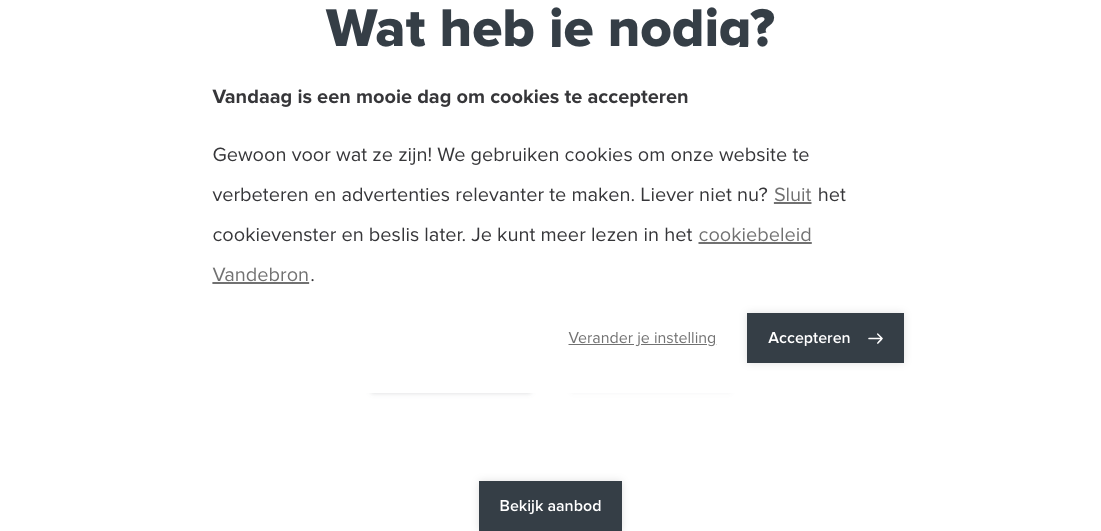 Wat heb je nodig?
Vandaag is een mooie dag om cookies te accepteren
Gewoon voor wat ze zijn! We gebruiken cookies om onze website te
verbeteren en advertenties relevanter te maken. Liever niet nu? Sluit het
cookievenster en beslis later. Je kunt meer lezen in het cookiebeleid
Vandebron.
Verander je instelling
Accepteren →
Bekijk aanbod